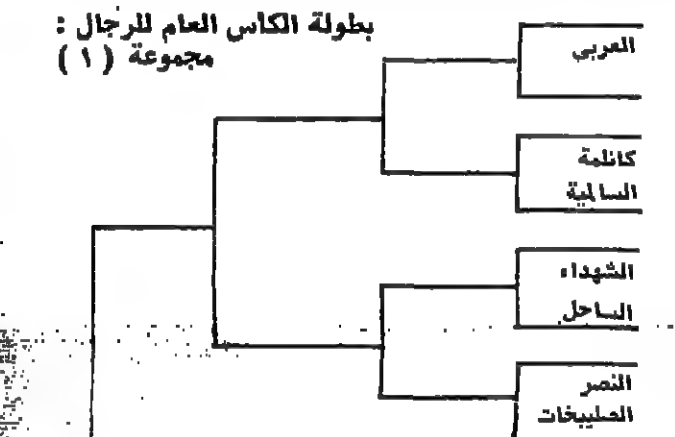 بطولة الكاس العام للرجال :
مجموعة ( ١ )
العربي
كاظمة
السالمية
الشهداء
الساحل
النصر
الصليبخات